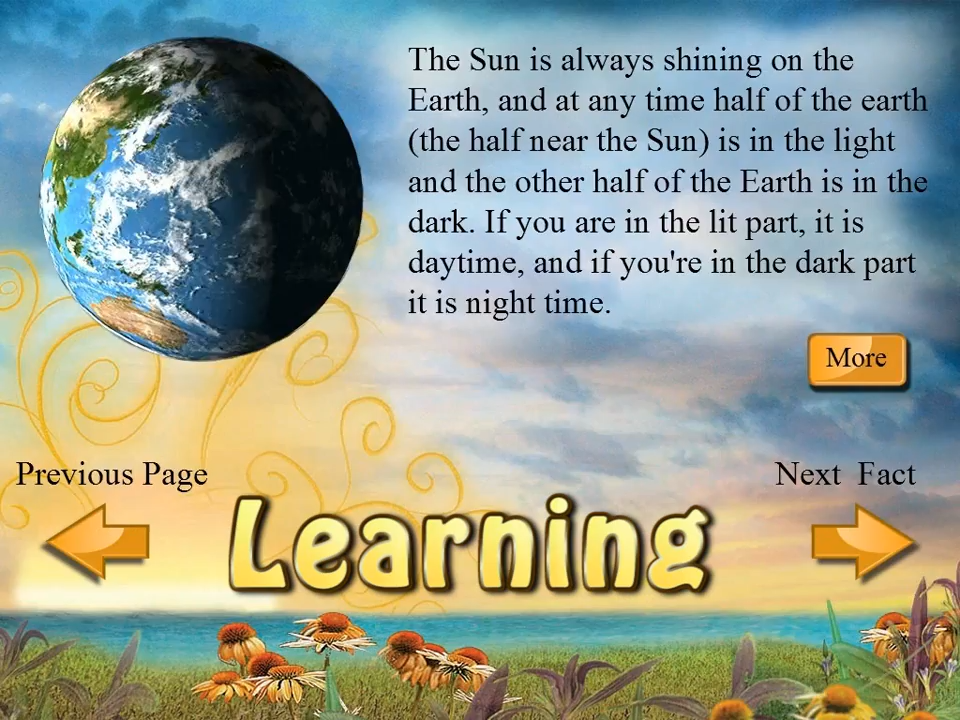 The Sun is always shining on the
Earth, and at any time half of the earth
(the half near the Sun) is in the light
and the other half of the Earth is in the
dark. If you are in the lit part, it is
daytime, and if you're in the dark part
it is night time.
More
Previous Page
Next Fact
Learning